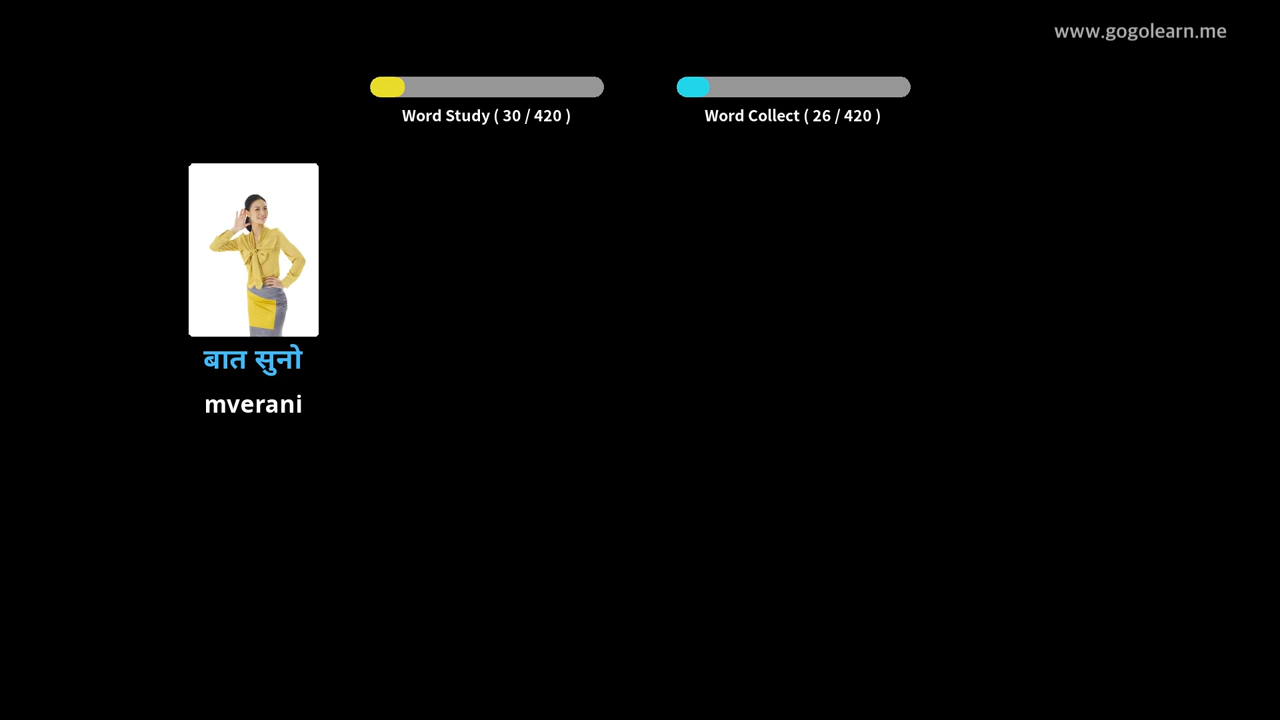 www.gogolearn.me
Word Study ( 30 / 420 )
Word Collect ( 26 / 420 )
बात सुनो
mverani